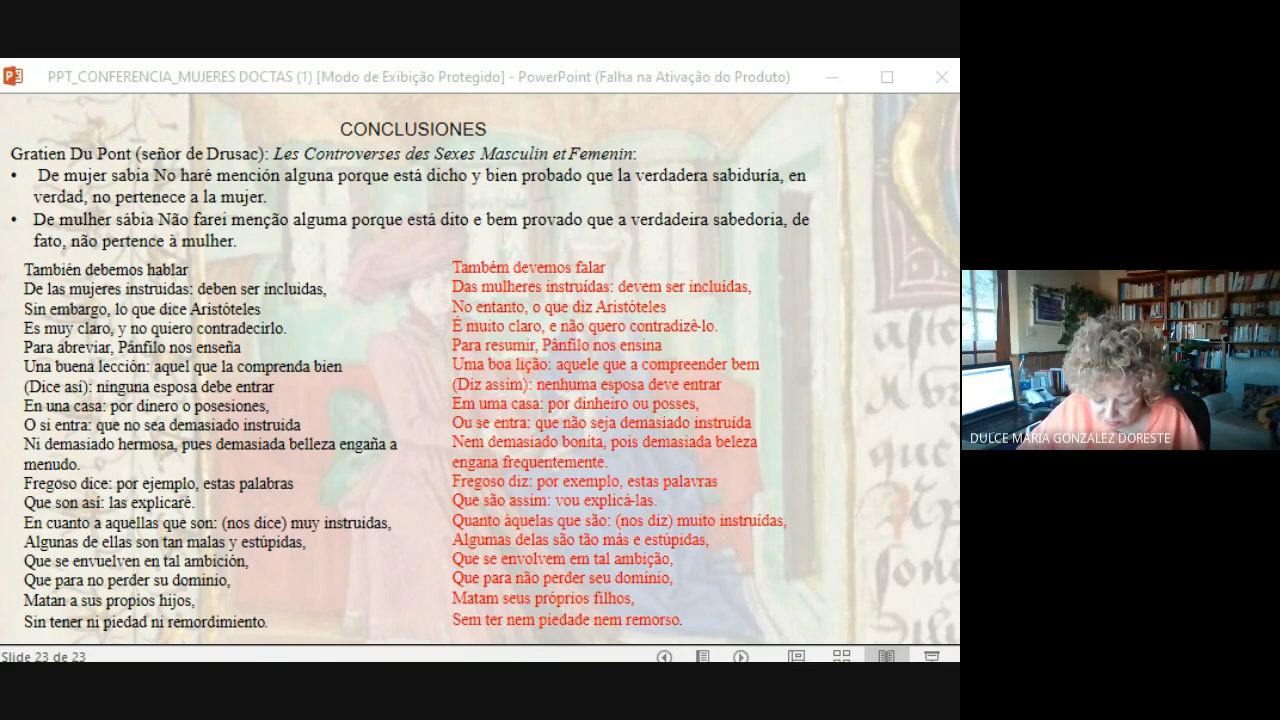 PPT_CONFERENCIA_MUJERES DOCTAS (1) [Modo de Exibição Protegido] - PowerPoint (Falha na Ativação do Produto)
CONCLUSIONES
Gratien Du Pont (señor de Drusac): Les Controverses des Sexes Masculin et Femenin:
• De mujer sabia No haré mención alguna porque está dicho y bien probado que la verdadera sabiduría, en
verdad, no pertenece a la mujer.
• De mulher sábia Não farei menção alguma porque está dito e bem provado que a verdadeira sabedoria, de
fato, não pertence à mulher.
También debemos hablar
De las mujeres instruidas: deben ser incluidas,
Sin embargo, lo que dice Aristóteles
Es muy claro, y no quiero contradecirlo.
Para abreviar, Pánfilo nos enseña
Una buena lección: aquel que la comprenda bien
(Dice así): ninguna esposa debe entrar
En una casa: por dinero o posesiones,
O si entra: que no sea demasiado instruida
Ni demasiado hermosa, pues demasiada belleza engaña a
menudo.
Fregoso dice: por ejemplo, estas palabras
Que son así: las explicaré.
En cuanto a aquellas que son: (nos dice) muy instruidas,
Algunas de ellas son tan malas y estúpidas,
Que se envuelven en tal ambición,
Que para no perder su dominio,
Matan a sus propios hijos,
Sin tener ni piedad ni remordimiento.
Também devemos falar
Das mulheres instruídas: devem ser incluídas,
No entanto, o que diz Aristóteles
É muito claro, e não quero contradizê-lo.
Para resumir, Pânfilo nos ensina
Uma boa lição: aquele que a compreender bem
(Diz assim): nenhuma esposa deve entrar
Em uma casa: por dinheiro ou posses,
Ou se entra: que não seja demasiado instruída
Nem demasiado bonita, pois demasiada beleza
engana frequentemente.
Fregoso diz: por exemplo, estas palavras
Que são assim: vou explicá-las.
Quanto àquelas que são: (nos diz) muito instruídas,
Algumas delas são tão más e estúpidas,
Que se envolvem em tal ambição,
Que para não perder seu domínio,
Matam seus próprios filhos,
Sem ter nem piedade nem remorso.
Slide 23 de 23
DULCE MARIA GONZALEZ DORESTE